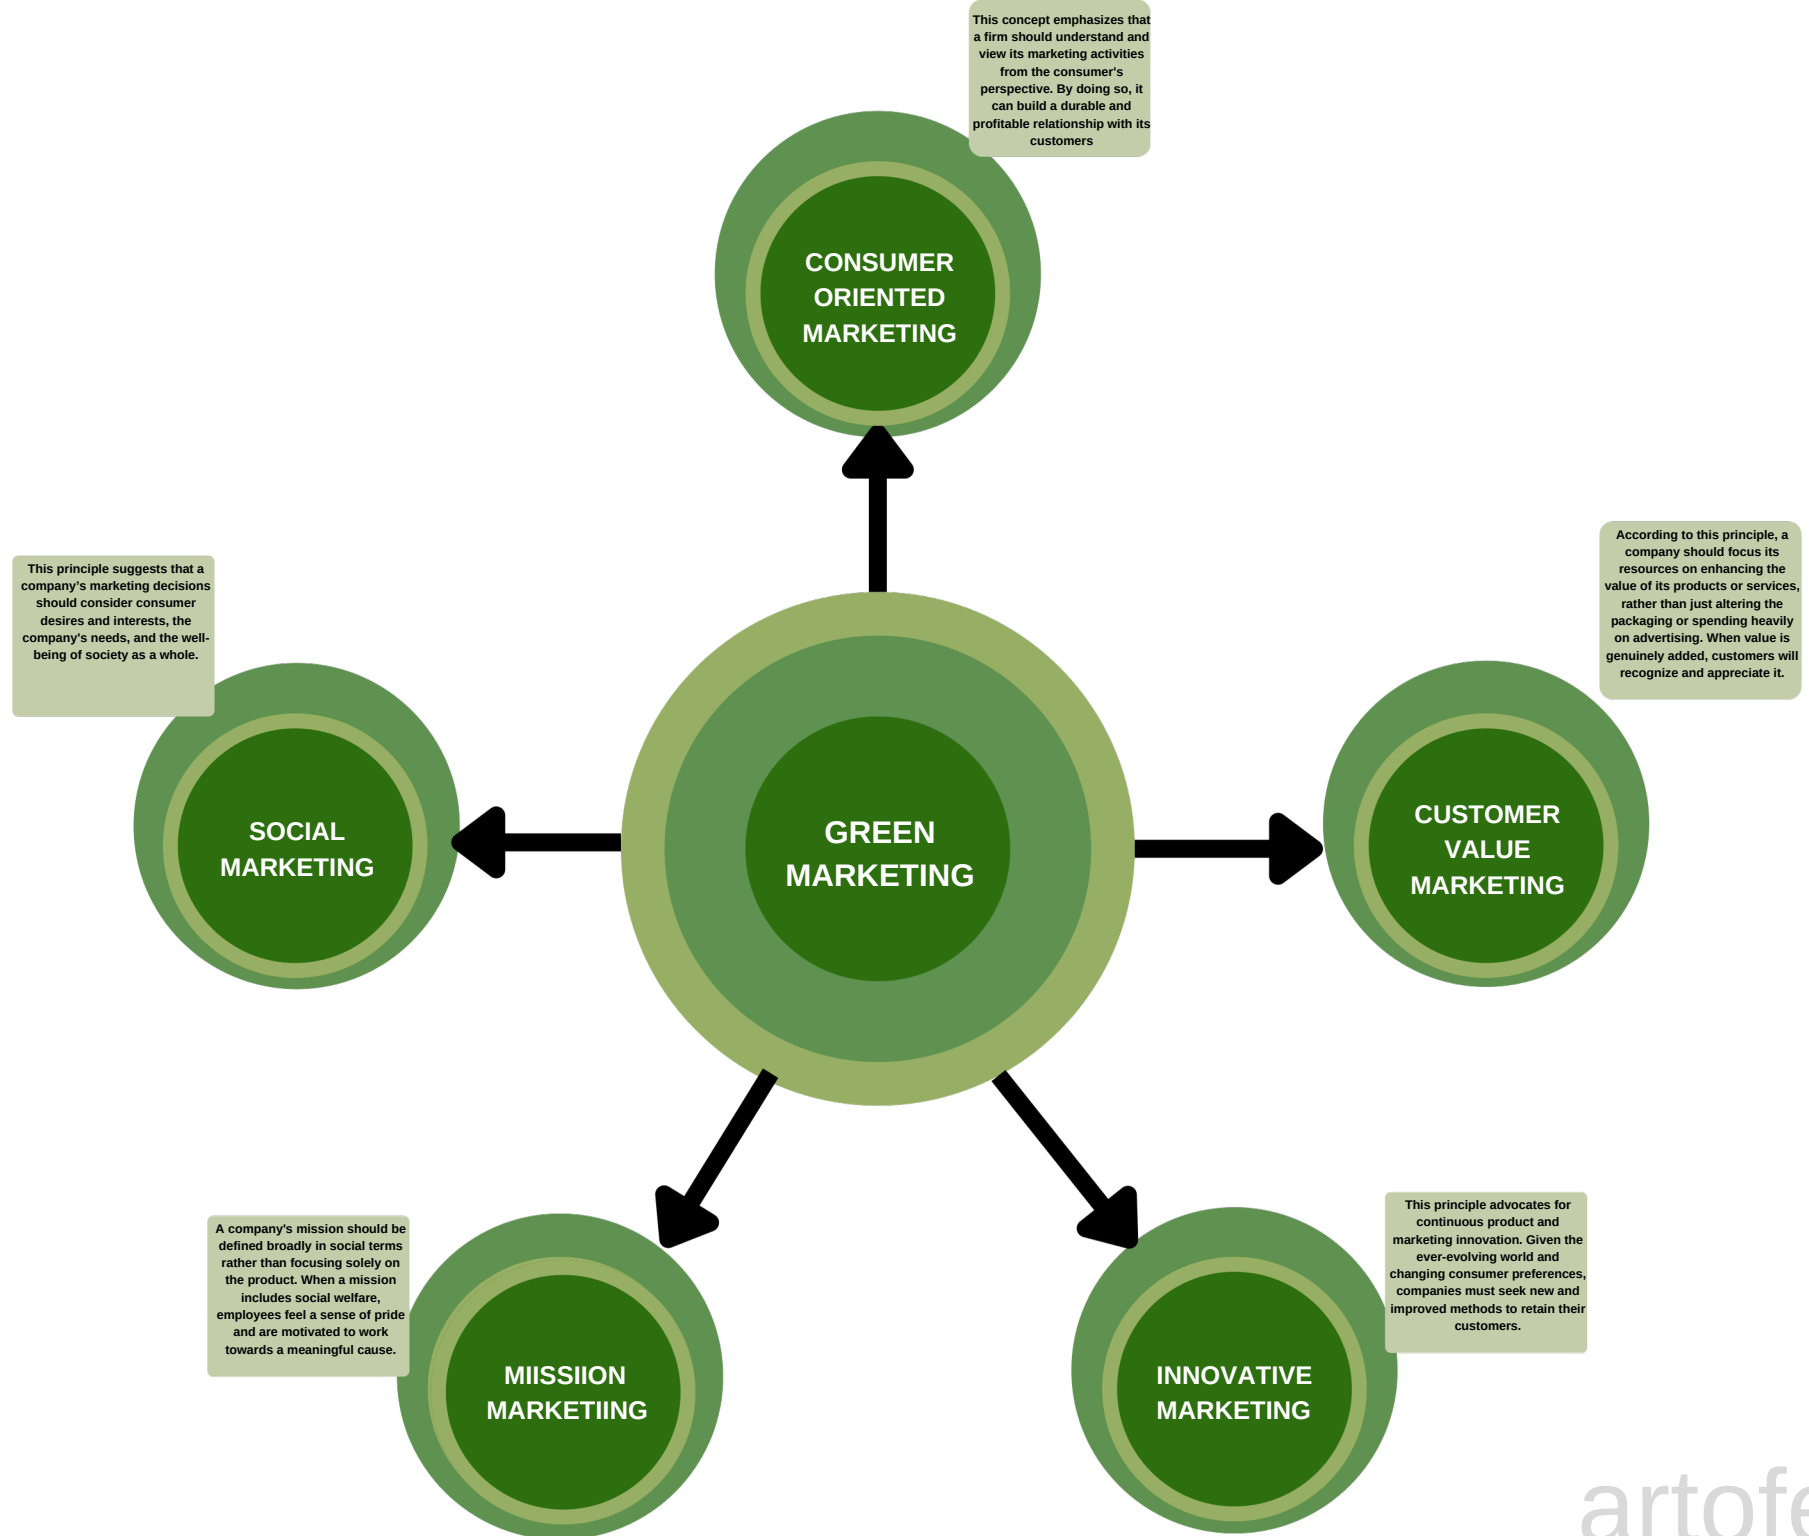 This concept emphasizes that
a firm should understand and
view its marketing activities
from the consumer's
perspective. By doing so, it
can build a durable and
profitable relationship with its
customers
CONSUMER
ORIENTED
MARKETING
This principle suggests that a
company's marketing decisions
should consider consumer
desires and interests, the
company's needs, and the well-
being of society as a whole.
According to this principle, a
company should focus its
resources on enhancing the
value of its products or services,
rather than just altering the
packaging or spending heavily
on advertising. When value is
genuinely added, customers will
recognize and appreciate it.
SOCIAL
MARKETING
GREEN
MARKETING
CUSTOMER
VALUE
MARKETING
A company's mission should be
defined broadly in social terms
rather than focusing solely on
the product. When a mission
includes social welfare,
employees feel a sense of pride
and are motivated to work
towards a meaningful cause.
MIISSIION
MARKETIING
This principle advocates for
continuous product and
marketing innovation. Given the
ever-evolving world and
changing consumer preferences,
companies must seek new and
improved methods to retain their
customers.
INNOVATIVE
MARKETING
artofe